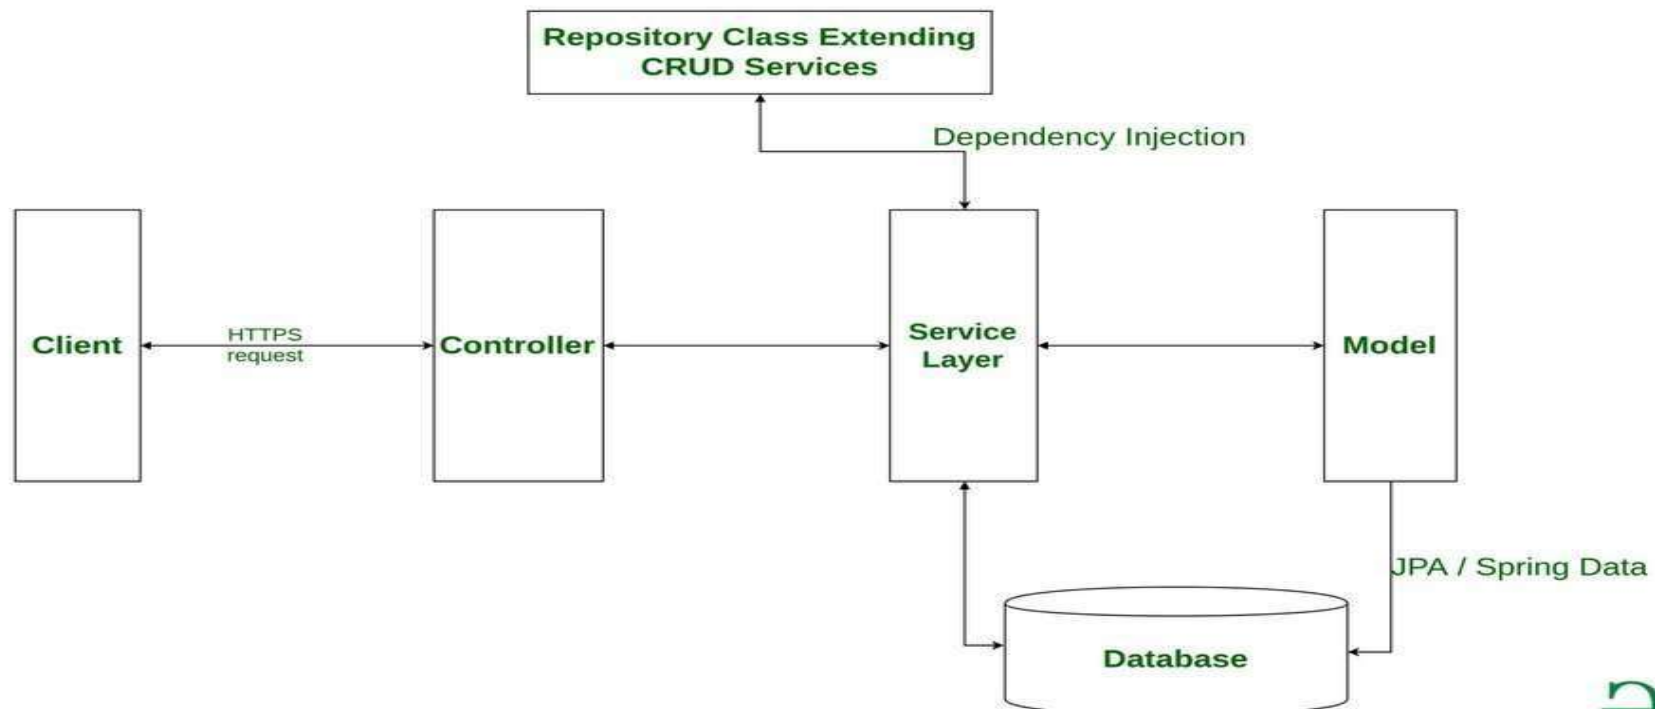 Repository Class Extending
CRUD Services
Dependency Injection
Client
HTTPS
request
Controller
Service
Layer
Model
JPA / Spring Data
Database